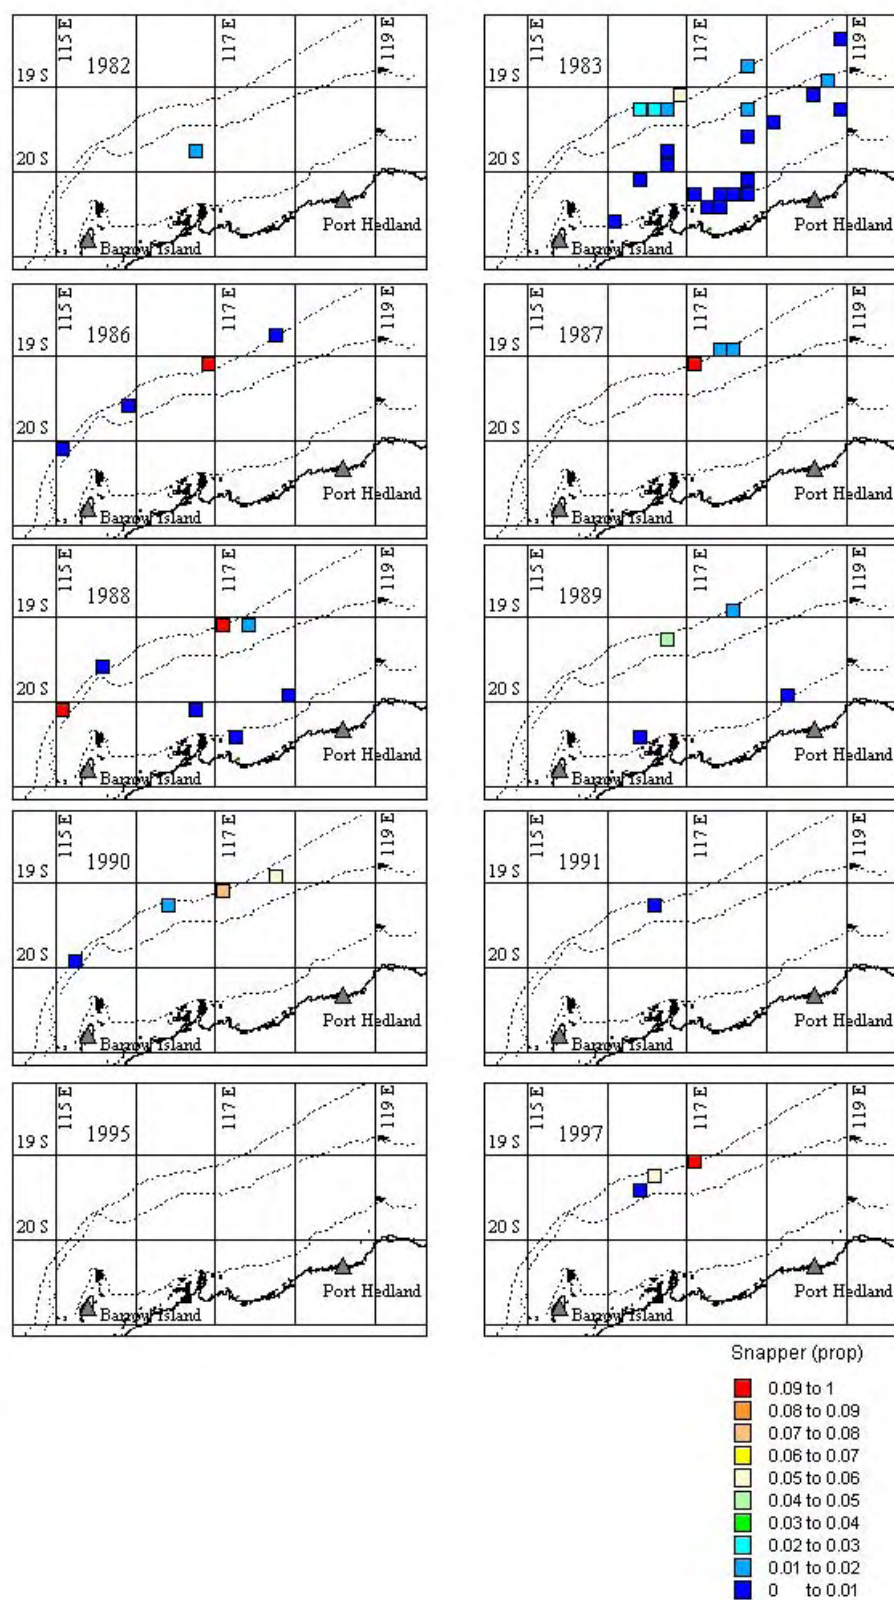 115 E
117 E
119 E
19 S
1982
20 S
Port Hedland
Barrow Island
115 E
117 E
119 E
19 S
1983
20 S
Port Hedland
Barrow Island
115 E
117 E
119 E
19 S
1986
20 S
Port Hedland
Barrow Island
115 E
117 E
119 E
19 S
1987
20 S
Port Hedland
Barrow Island
115 E
117 E
119 E
19 S
1988
20 S
Port Hedland
Barrow Island
115 E
117 E
119 E
19 S
1989
20 S
Port Hedland
Barrow Island
115 E
117 E
119 E
19 S
1990
20 S
Port Hedland
Barrow Island
115 E
117 E
119 E
19 S
1991
20 S
Port Hedland
Barrow Island
115 E
117 E
119 E
19 S
1995
20 S
Port Hedland
Barrow Island
115 E
117 E
119 E
19 S
1997
20 S
Port Hedland
Barrow Island
Snapper (prop)
0.09 to 1
0.08 to 0.09
0.07 to 0.08
0.06 to 0.07
0.05 to 0.06
0.04 to 0.05
0.03 to 0.04
0.02 to 0.03
0.01 to 0.02
0 to 0.01